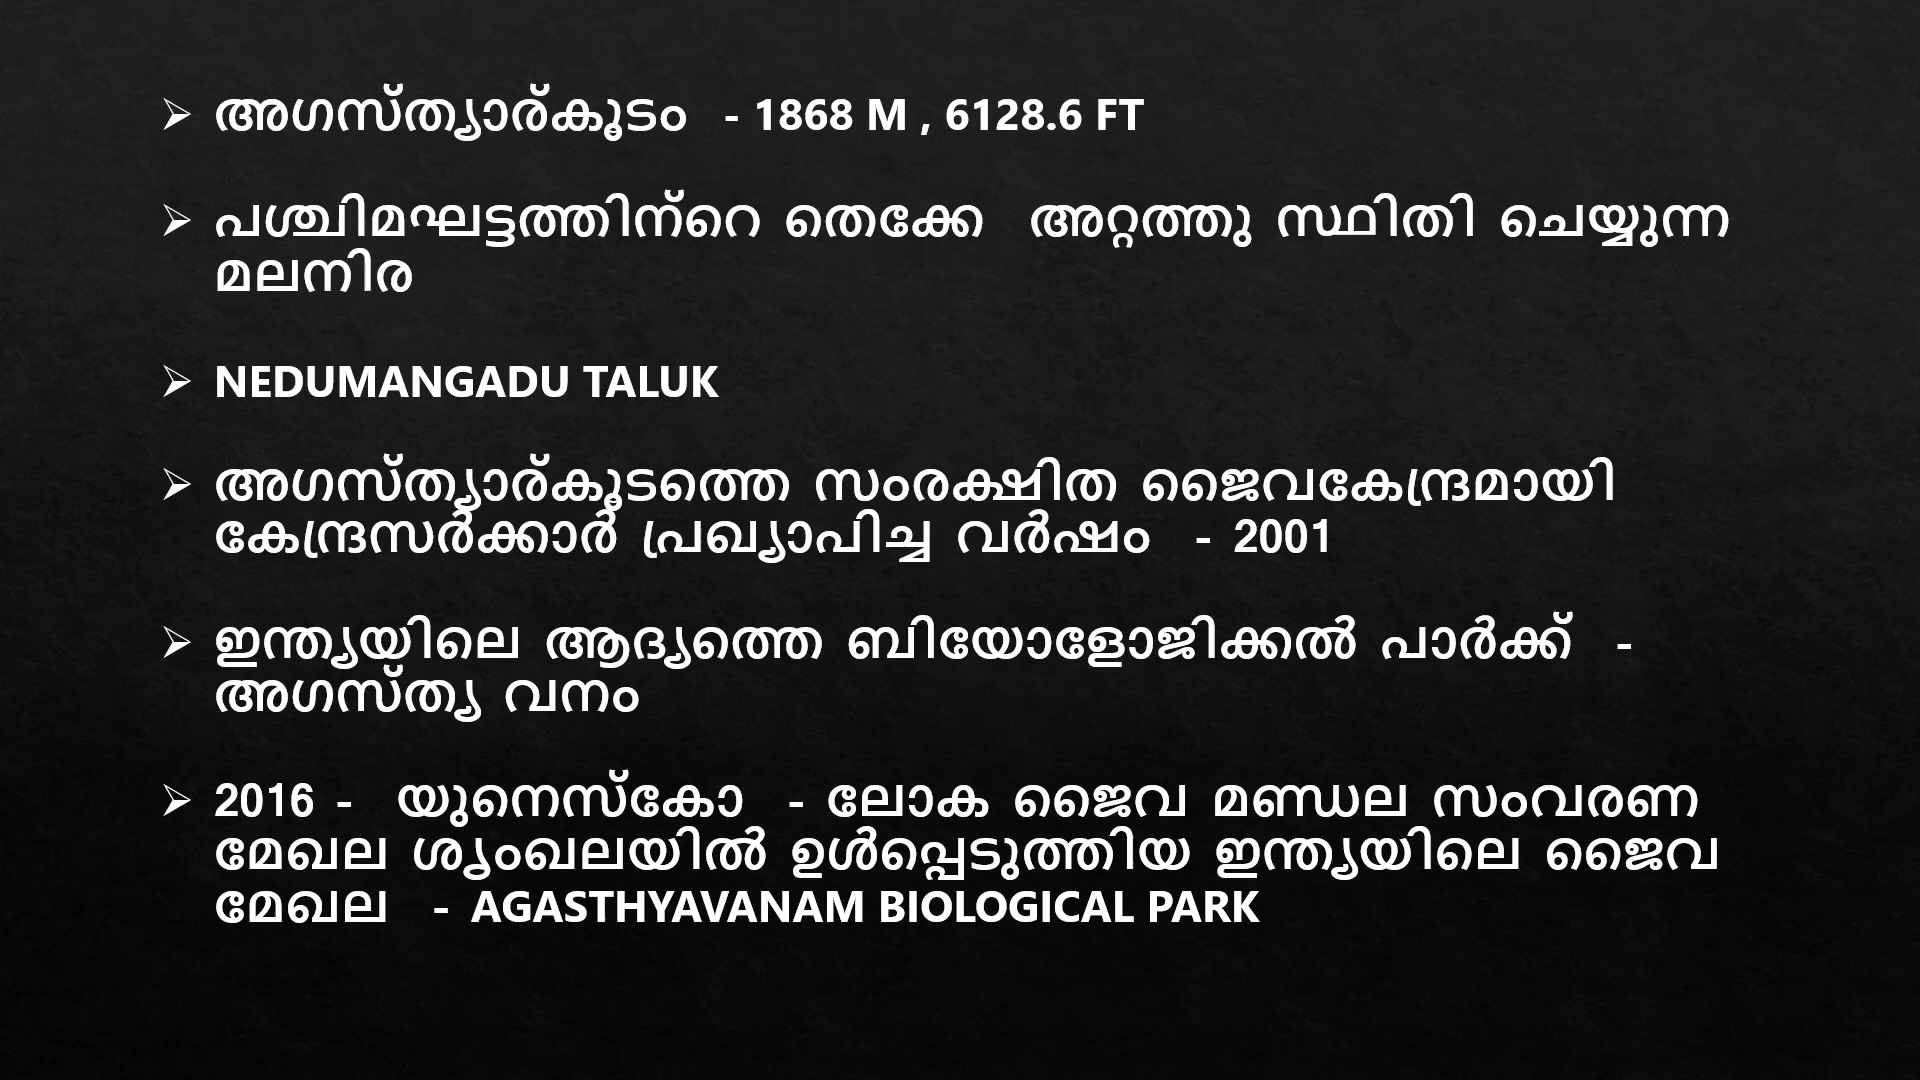 അഗസ്ത്യാര്കൂടം - 1868 M , 6128.6 FT
പശ്ചിമഘട്ടത്തിന്റെ തെക്കേ അറ്റത്തു സ്ഥിതി ചെയ്യുന്ന
മലനിര
NEDUMANGADU TALUK
അഗസ്ത്യാര്കൂടത്തെ സംരക്ഷിത ജൈവകേന്ദ്രമായി
കേന്ദ്രസർക്കാർ പ്രഖ്യാപിച്ച വർഷം - 2001
ഇന്ത്യയിലെ ആദ്യത്തെ ബിയോളോജിക്കൽ പാർക്ക് -
അഗസ്ത്യ വനം
2016 - യുനെസ്കോ - ലോക ജൈവ മണ്ഡല സംവരണ
മേഖല ശൃംഖലയിൽ ഉൾപ്പെടുത്തിയ ഇന്ത്യയിലെ ജൈവ
മേഖല - AGASTHYAVANAM BIOLOGICAL PARK